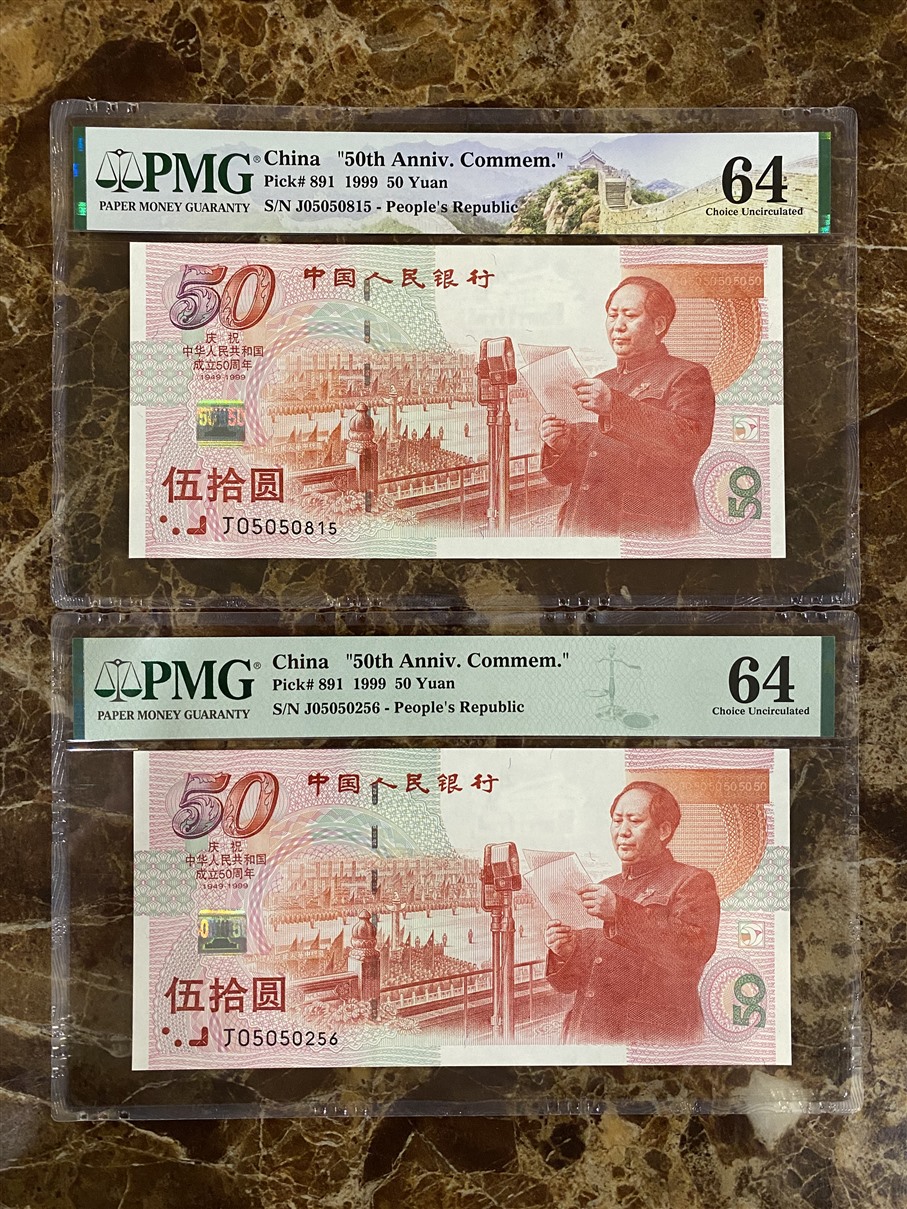 PMG®
PAPER MONEY GUARANTY
China "50th Anniv. Commem."
Pick# 891 1999 50 Yuan
S/N J05050815 - People's Republic
64
Choice Uncirculated
50
中国人民银行
庆祝
中华人民共和国
成立50周年
1949-1999
50 50
伍拾圆
J05050815
50505050
50
PMG®
PAPER MONEY GUARANTY
China "50th Anniv. Commem."
Pick# 891 1999 50 Yuan
S/N J05050256 - People's Republic
64
Choice Uncirculated
50
中国人民银行
庆祝
中华人民共和国
成立50周年
1949-1999
伍拾圆
J05050256
50505050
50